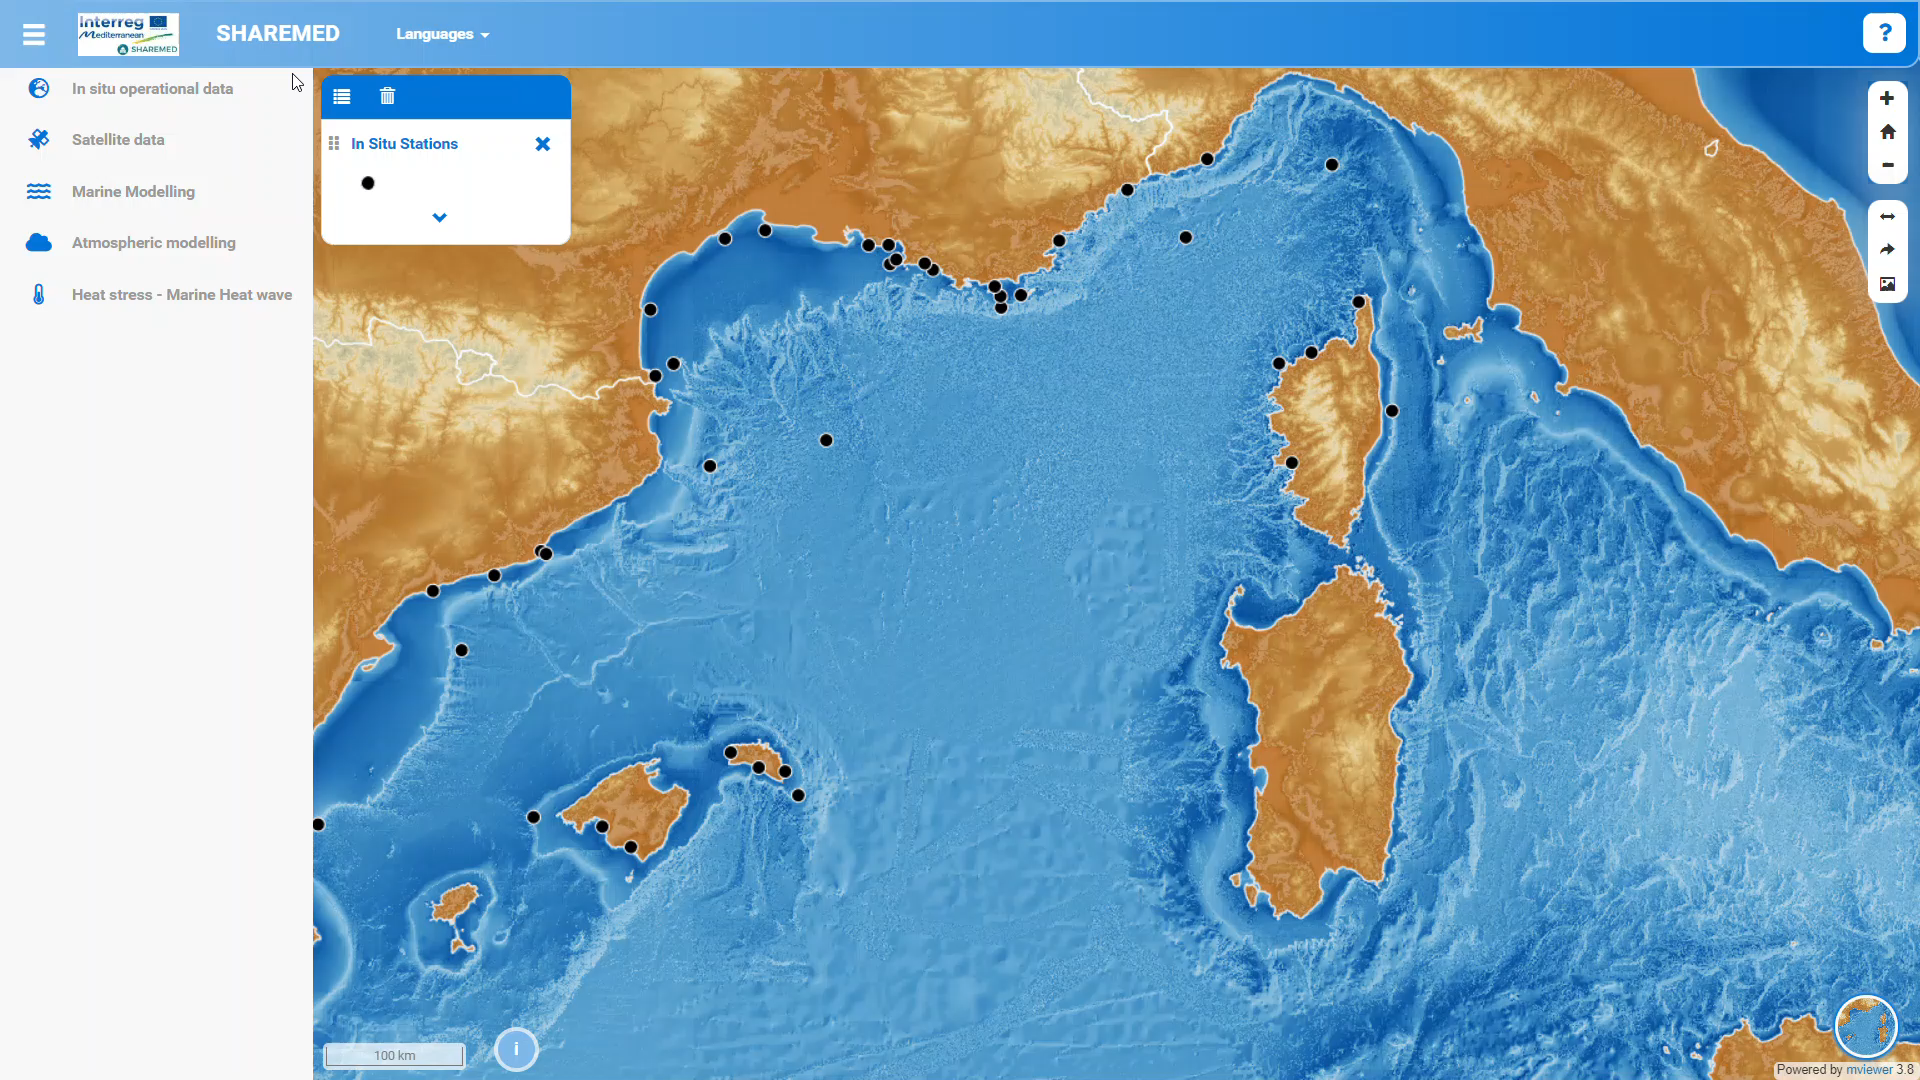 Interreg
Mediterranean
SHAREMED
SHAREMED
Languages
?
In situ operational data
Satellite data
Marine Modelling
Atmospheric modelling
Heat stress - Marine Heat wave
In Situ Stations
100 km
i
Powered by mviewer 3.8